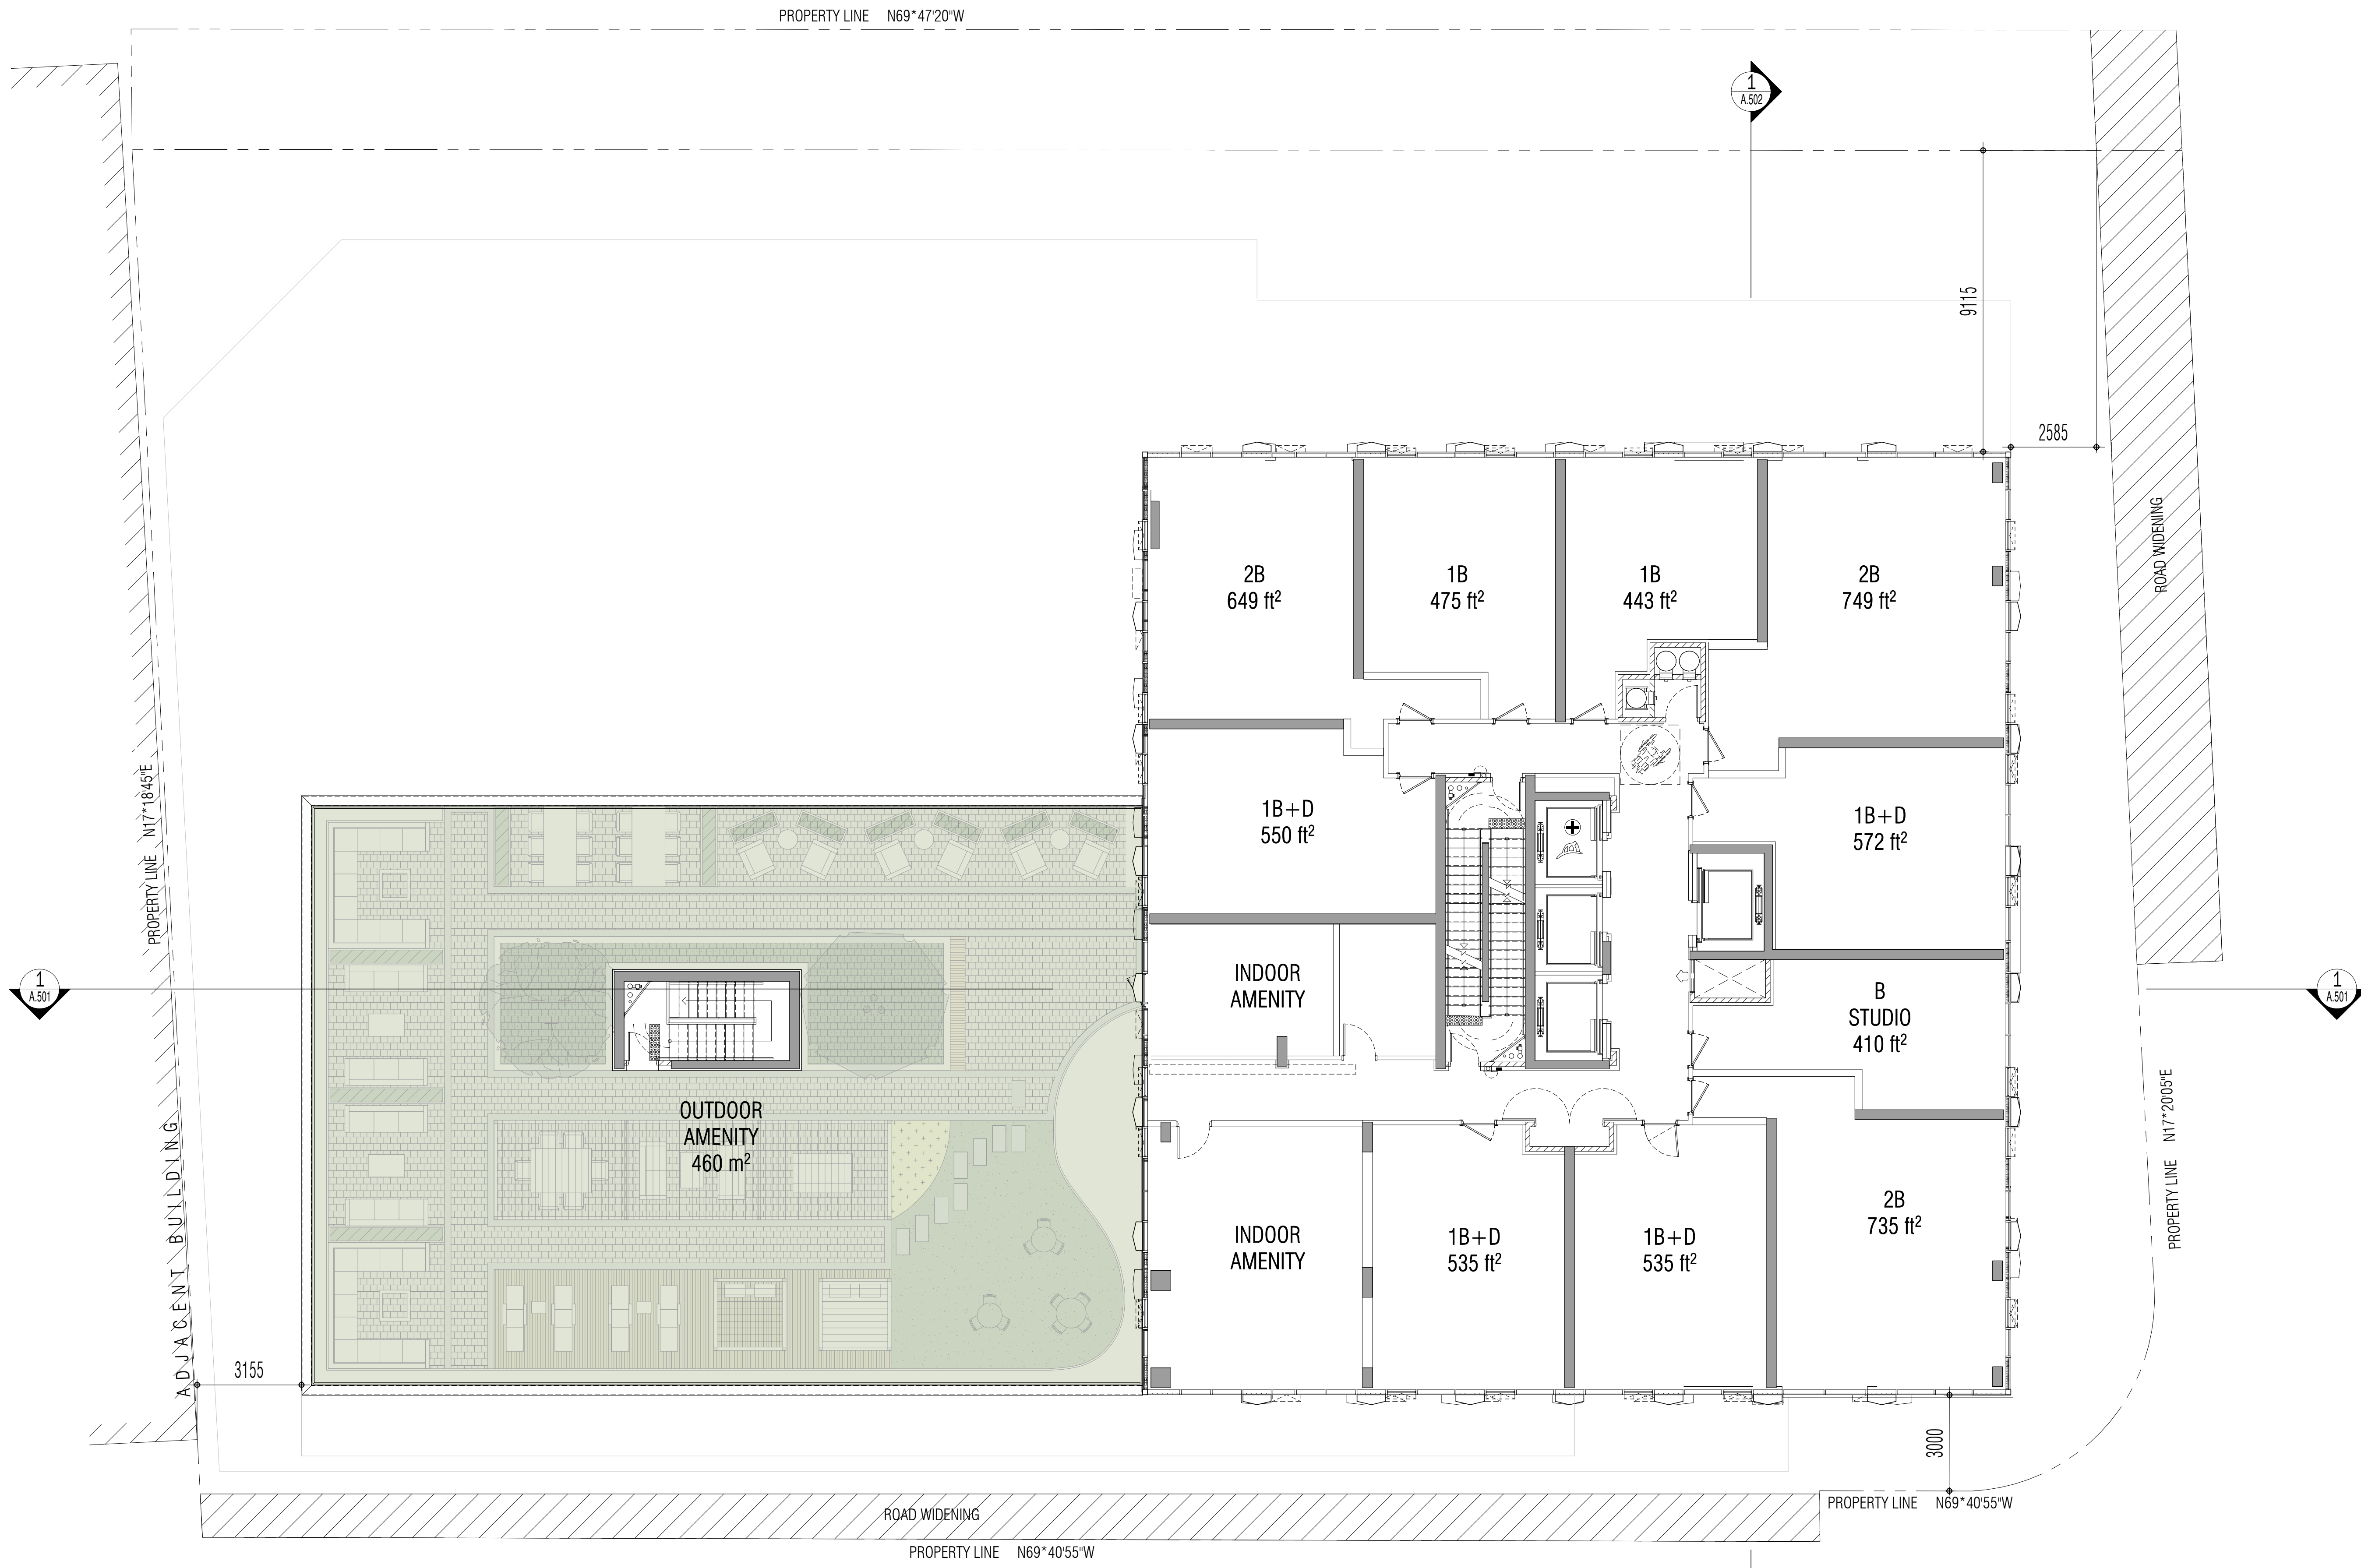 PROPERTY LINE N69*47'20"W
1
A.502
9115
2585
ROAD WIDENING
2B
649 ft²
1B
475 ft²
1B
443 ft²
2B
749 ft²
PROPERTY LINE N17*18'45"E
1B+D
550 ft²
1B+D
572 ft²
1
A.501
INDOOR
AMENITY
B
STUDIO
410 ft²
1
A.501
OUTDOOR
AMENITY
460 m²
ADJACENT BUILDING
INDOOR
AMENITY
1B+D
535 ft²
1B+D
535 ft²
2B
735 ft²
PROPERTY LINE N17*20'05"E
3155
3000
ROAD WIDENING
PROPERTY LINE N69*40'55"W
PROPERTY LINE N69*40'55"W